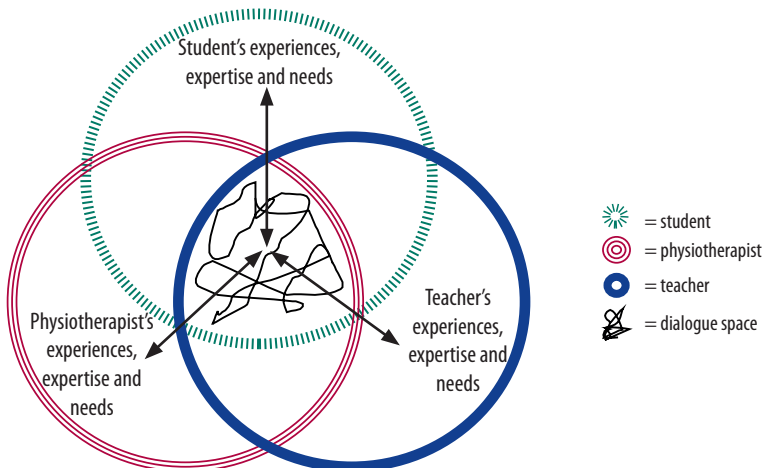 Student’s experiences,
expertise and needs
Physiotherapist’s
experiences,
expertise and
needs
Teacher’s
experiences,
expertise and
needs
= student
= physiotherapist
= teacher
= dialogue space